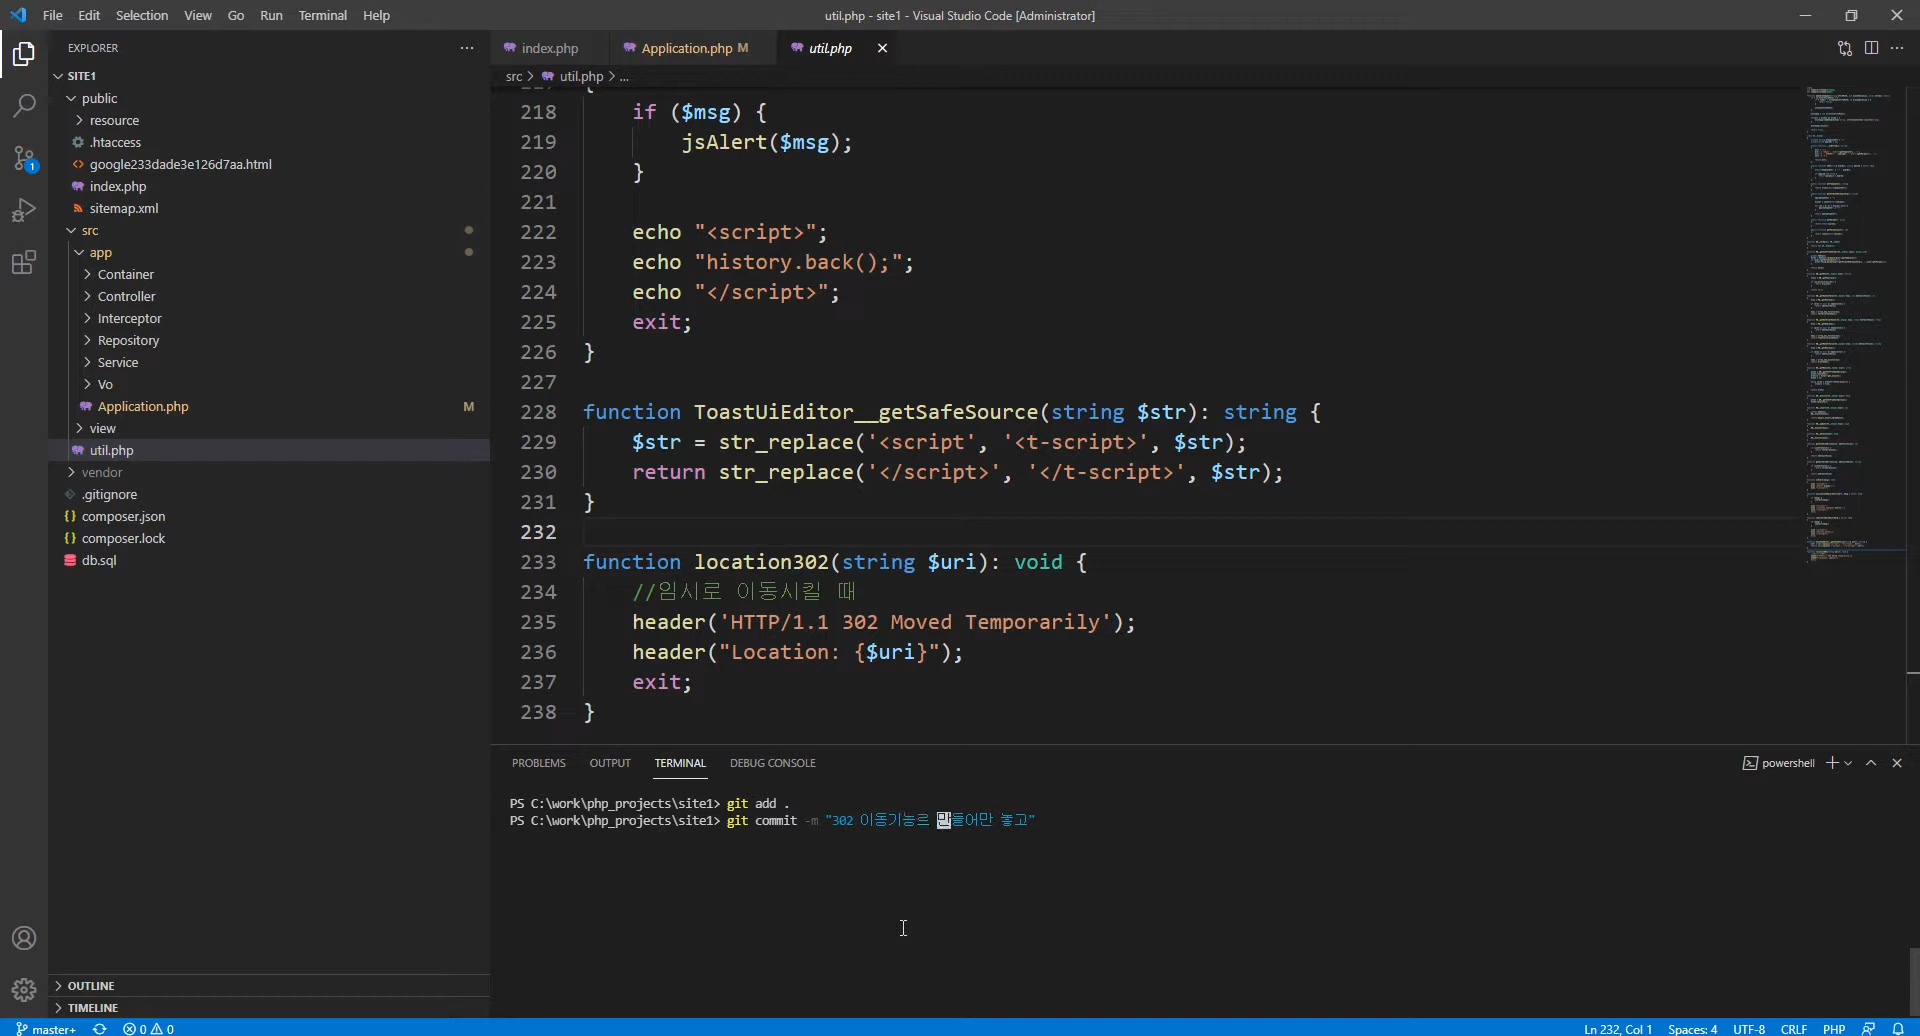 File Edit Selection View Go Run Terminal Help
util.php - site1 - Visual Studio Code [Administrator]
EXPLORER
SITE1
public
resource
.htaccess
google233dade3e126d7aa.html
index.php
sitemap.xml
src
app
Container
Controller
Interceptor
Repository
Service
Vo
Application.php M
view
util.php
vendor
.gitignore
composer.json
composer.lock
db.sql
OUTLINE
TIMELINE
index.php Application.php M util.php
src > util.php > ...
218 if ($msg) {
219 jsAlert($msg);
220 }
221
222 echo "<script>";
223 echo "history.back();";
224 echo "</script>";
225 exit;
226 }
227
228 function ToastUiEditor__getSafeSource(string $str): string {
229 $str = str_replace('<script', '<t-script>', $str);
230 return str_replace('</script>', '</t-script>', $str);
231 }
232
233 function location302(string $uri): void {
234 //임시로 이동시킬 때
235 header('HTTP/1.1 302 Moved Temporarily');
236 header("Location: {$uri}");
237 exit;
238 }
PROBLEMS OUTPUT TERMINAL DEBUG CONSOLE
powershell
PS C:\work\php_projects\site1> git add .
PS C:\work\php_projects\site1> git commit -m "302 이동기능르 만들어만 놓고"
1
master+ 0 0
Ln 232, Col 1 Spaces: 4 UTF-8 CRLF PHP